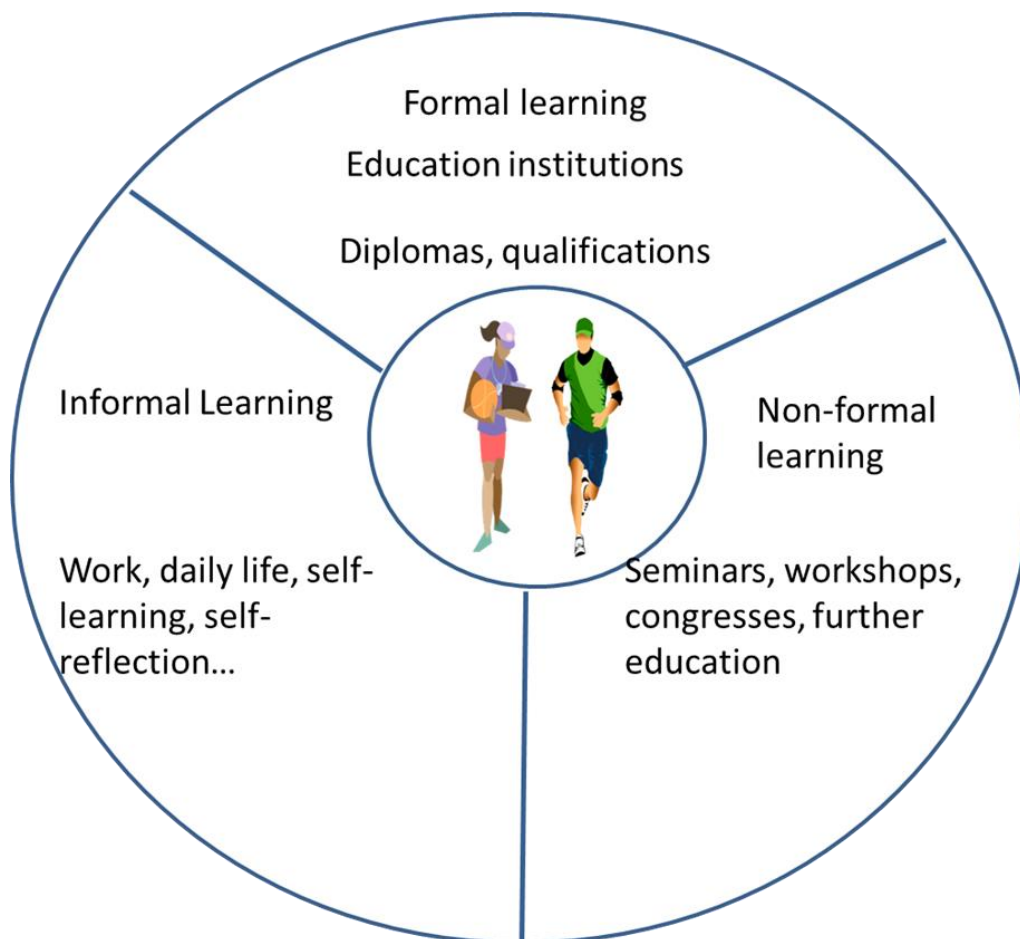 Formal learning
Education institutions
Diplomas, qualifications
Informal Learning
Work, daily life, self-
learning, self-
reflection...
Non-formal
learning
Seminars, workshops,
congresses, further
education